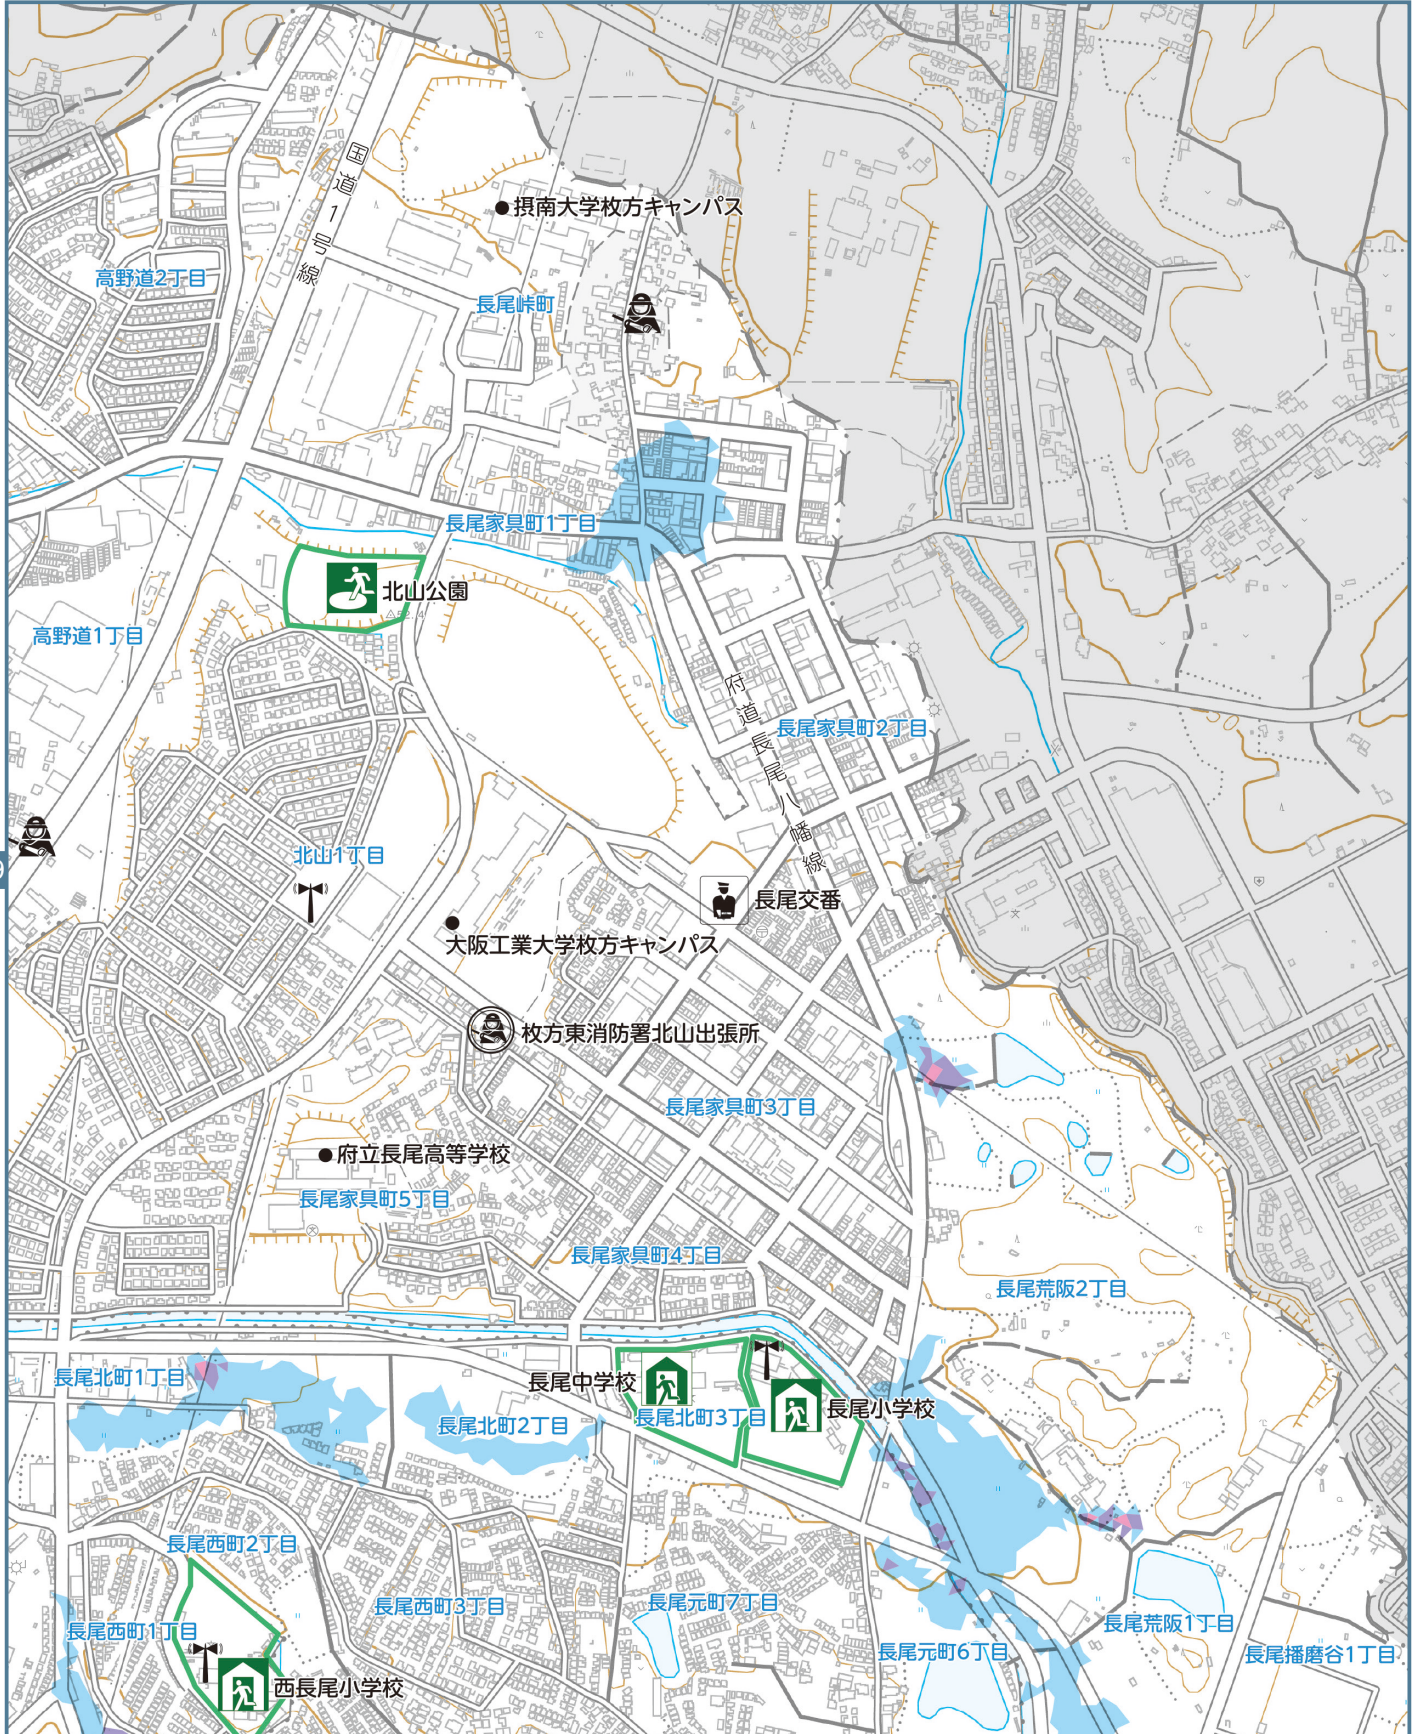 国道1号線
摂南大学枚方キャンパス
高野道2丁目
長尾峠町
長尾家具町1丁目
北山公園
高野道1丁目
府道長尾八幡線
長尾家具町2丁目
北山1丁目
長尾交番
大阪工業大学枚方キャンパス
枚方東消防署北山出張所
長尾家具町3丁目
府立長尾高等学校
長尾家具町5丁目
長尾家具町4丁目
長尾荒阪2丁目
長尾北町1丁目
長尾中学校
長尾小学校
長尾北町3丁目
長尾北町2丁目
長尾西町2丁目
長尾西町3丁目
長尾元町7丁目
長尾西町1丁目
長尾荒阪1丁目
長尾元町6丁目
長尾播磨谷1丁目
西長尾小学校